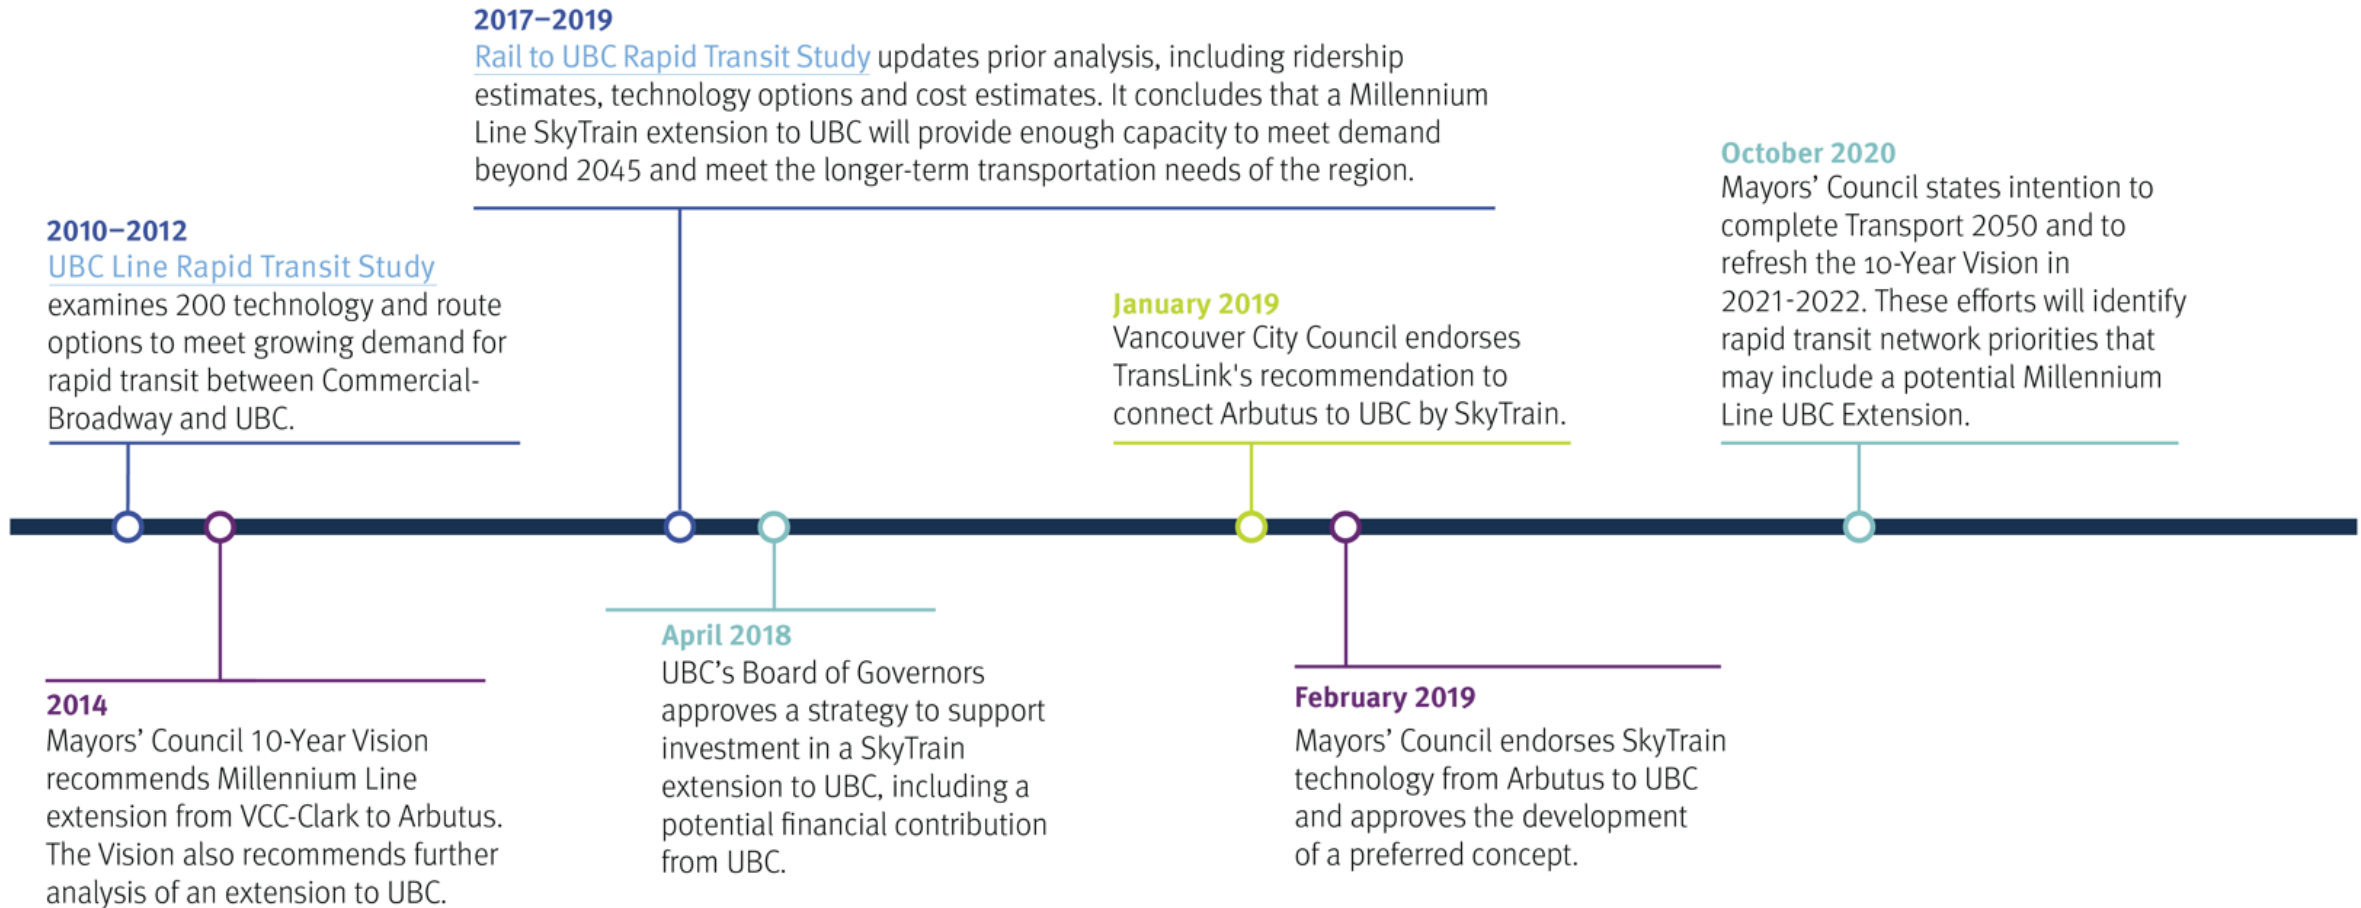 2017–2019
Rail to UBC Rapid Transit Study updates prior analysis, including ridership
estimates, technology options and cost estimates. It concludes that a Millennium
Line SkyTrain extension to UBC will provide enough capacity to meet demand
beyond 2045 and meet the longer-term transportation needs of the region.
2010–2012
UBC Line Rapid Transit Study
examines 200 technology and route
options to meet growing demand for
rapid transit between Commercial-
Broadway and UBC.
January 2019
Vancouver City Council endorses
TransLink's recommendation to
connect Arbutus to UBC by SkyTrain.
October 2020
Mayors’ Council states intention to
complete Transport 2050 and to
refresh the 10-Year Vision in
2021-2022. These efforts will identify
rapid transit network priorities that
may include a potential Millennium
Line UBC Extension.
2014
Mayors’ Council 10-Year Vision
recommends Millennium Line
extension from VCC-Clark to Arbutus.
The Vision also recommends further
analysis of an extension to UBC.
April 2018
UBC’s Board of Governors
approves a strategy to support
investment in a SkyTrain
extension to UBC, including a
potential financial contribution
from UBC.
February 2019
Mayors’ Council endorses SkyTrain
technology from Arbutus to UBC
and approves the development
of a preferred concept.